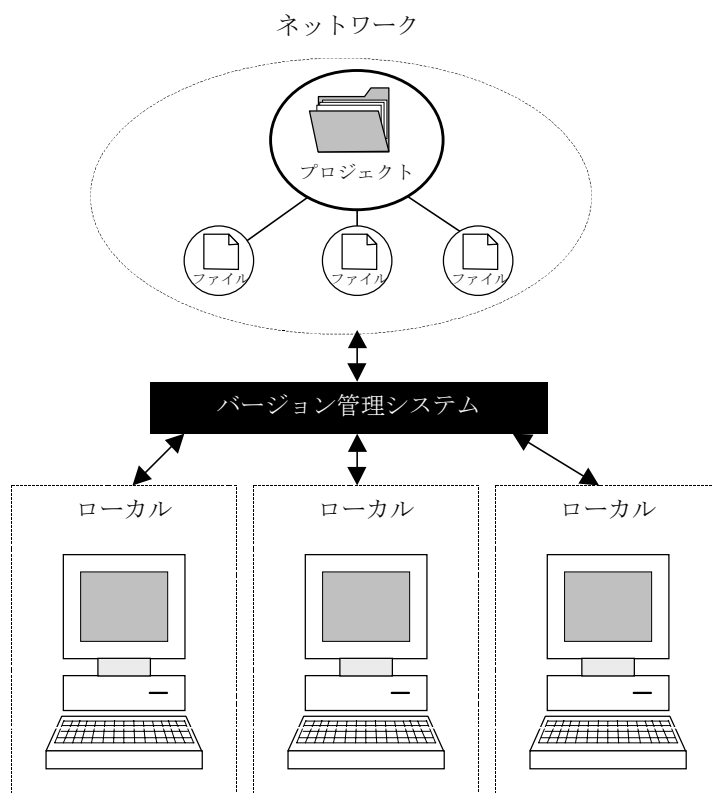 ネットワーク
プロジェクト
ファイル
ファイル
ファイル
バージョン管理システム
ローカル
ローカル
ローカル